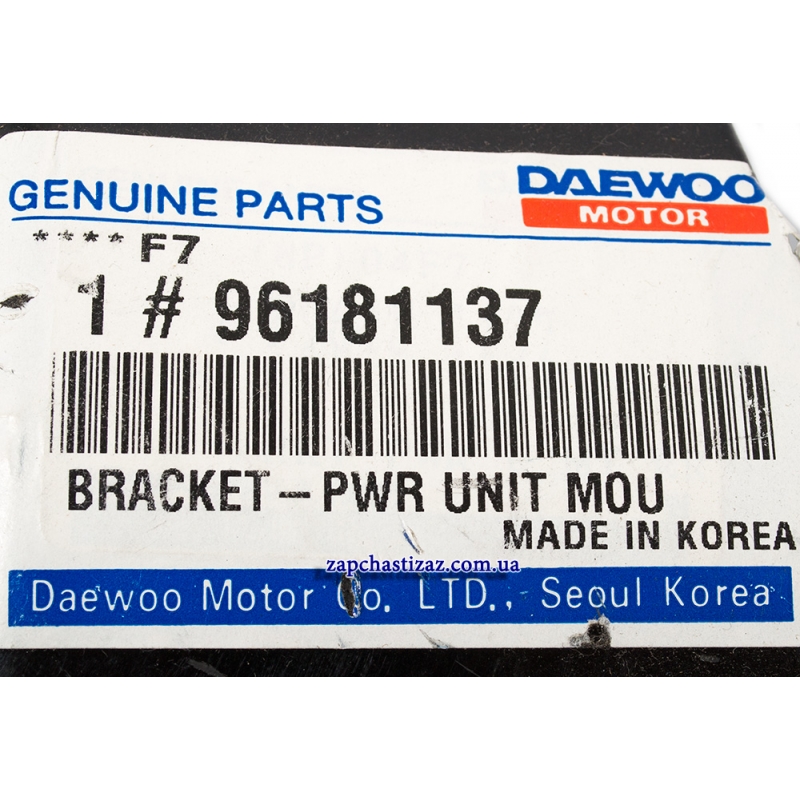 GENUINE PARTS
DAEWOO
MOTOR
**** F7
1 # 96181137
BRACKET-PWR UNIT MOU
MADE IN KOREA
zapchastizaz.com.ua
Daewoo Motor Co. LTD., Seoul Korea